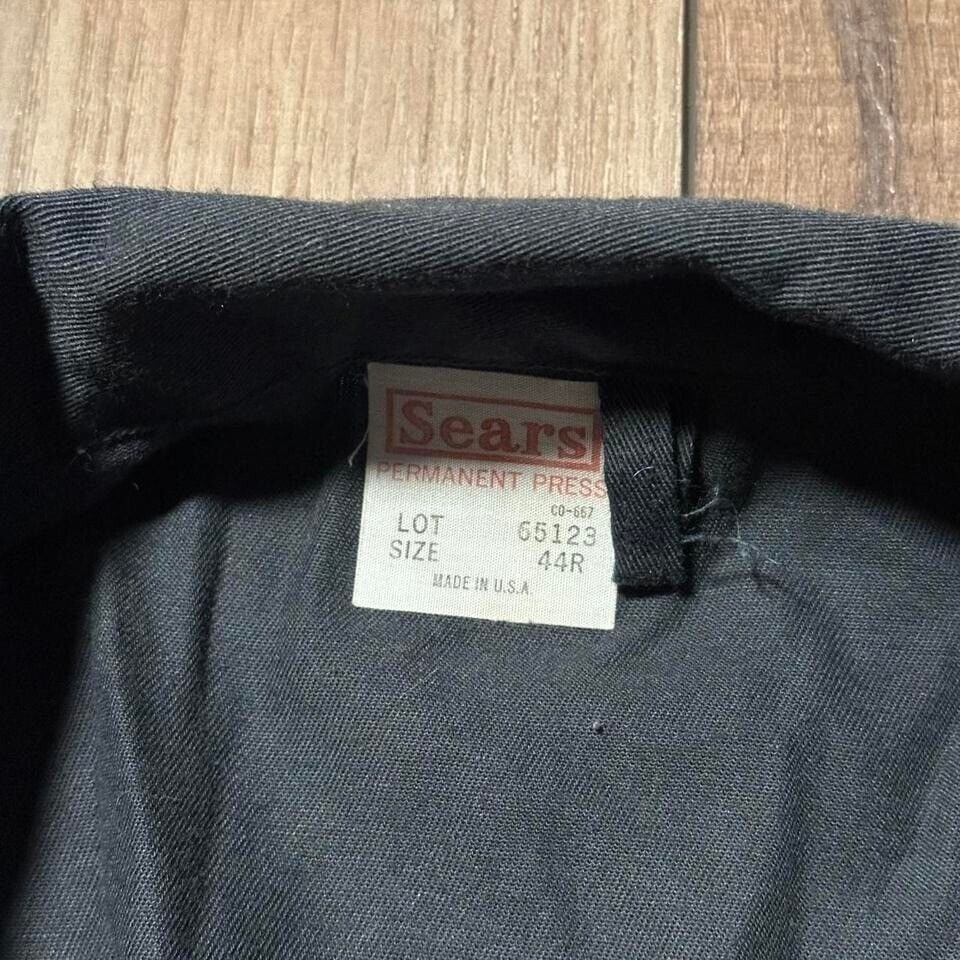 Sears
PERMANENT PRESS
CO-667
LOT 65123
SIZE 44R
MADE IN U.S.A.